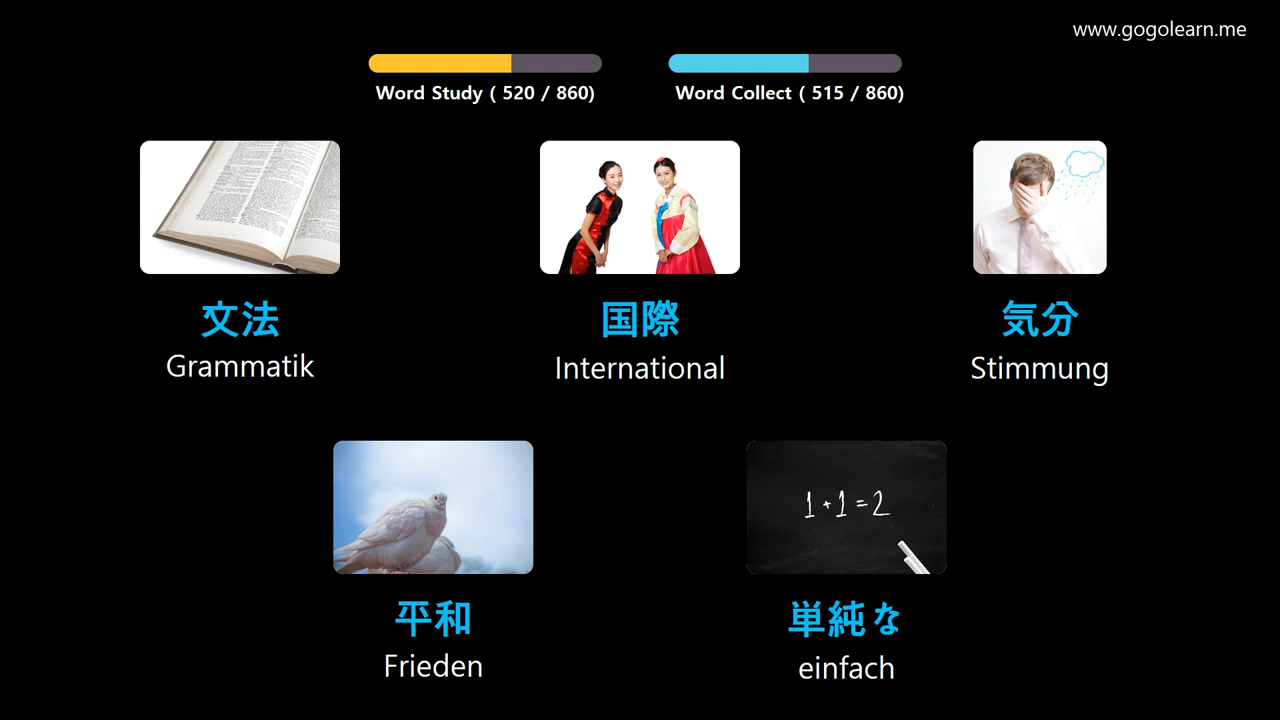 www.gogolearn.me
Word Study ( 520 / 860)
Word Collect ( 515 / 860)
文法
Grammatik
国際
International
気分
Stimmung
1+1=2
平和
Frieden
単純な
einfach